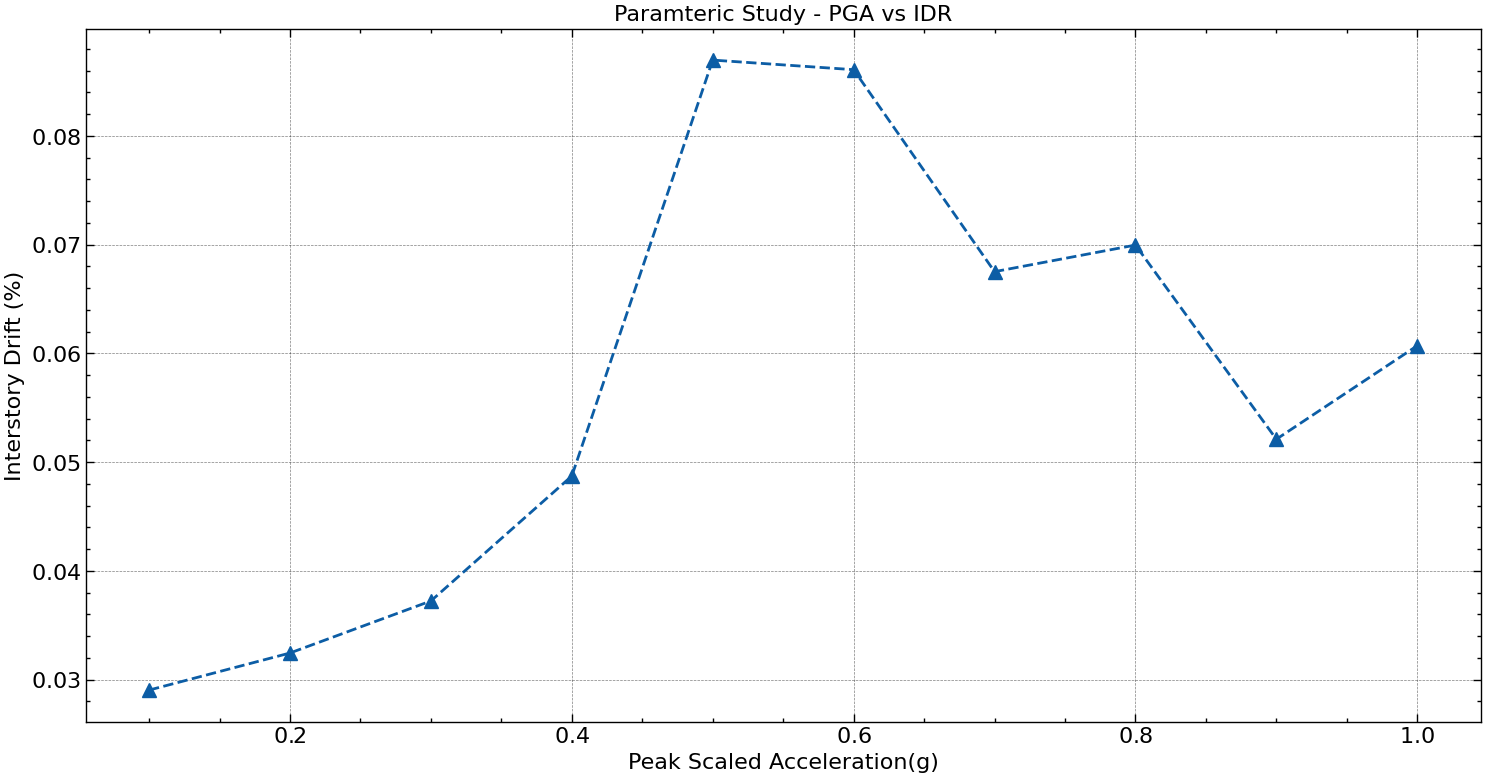 Paramteric Study - PGA vs IDR
Interstory Drift (%)
0.08
0.07
0.06
0.05
0.04
0.03
0.2 0.4 0.6 0.8 1.0
Peak Scaled Acceleration(g)